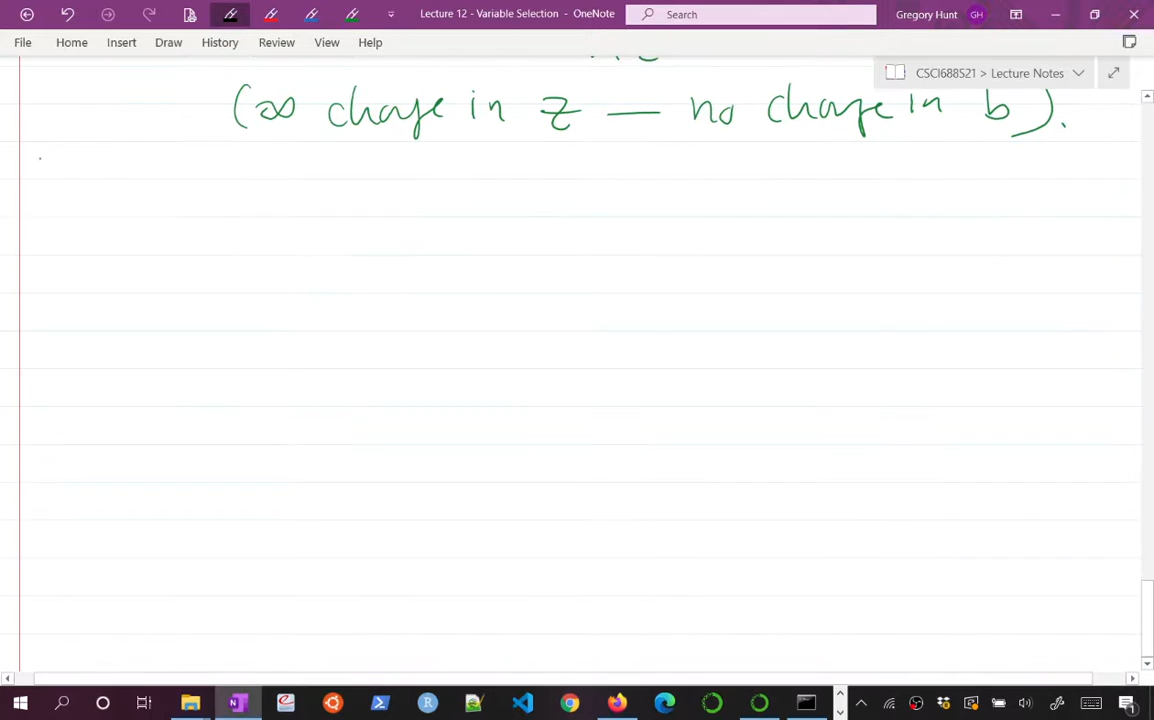 Lecture 12 - Variable Selection - OneNote
Search
Gregory Hunt
GH
File Home Insert Draw History Review View Help
CSCI688S21 > Lecture Notes
(∞ change in z — no change in b).